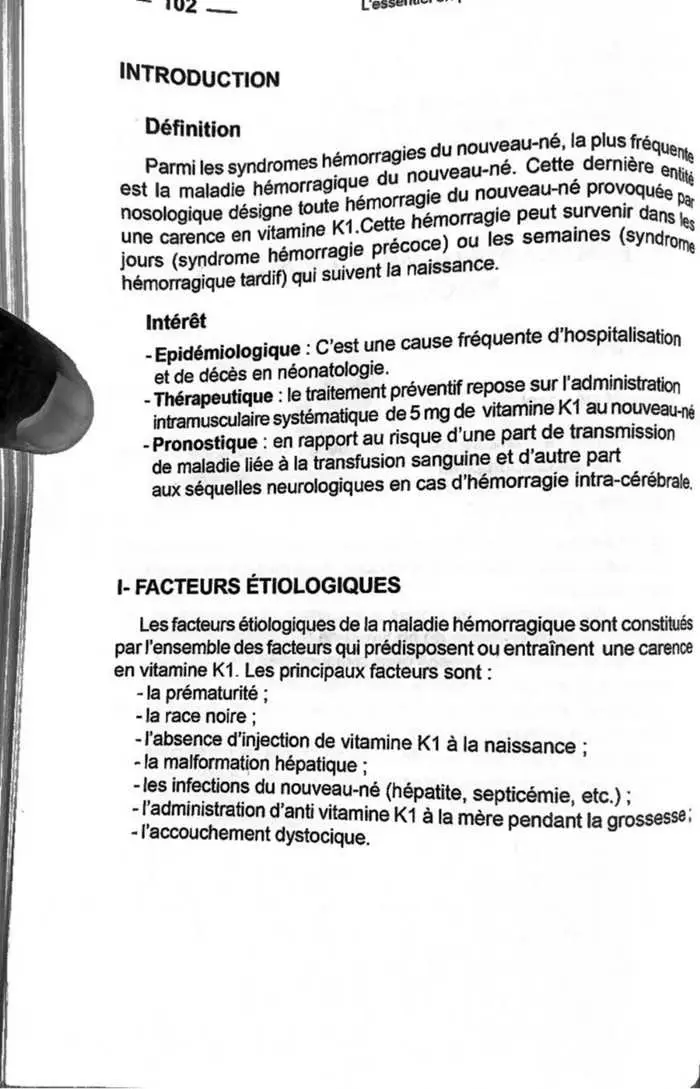 102
INTRODUCTION
Définition
Parmi les syndromes hémorragies du nouveau-né, la plus fréquente
est la maladie hémorragique du nouveau-né. Cette dernière entité
nosologique désigne toute hémorragie du nouveau-né provoquée par
une carence en vitamine K1.Cette hémorragie peut survenir dans les
jours (syndrome hémorragie précoce) ou les semaines (syndrome
hémorragique tardif) qui suivent la naissance.
Intérêt
- Epidémiologique : C'est une cause fréquente d'hospitalisation
et de décès en néonatologie.
- Thérapeutique : le traitement préventif repose sur l'administration
intramusculaire systématique de 5 mg de vitamine K1 au nouveau-né
- Pronostique : en rapport au risque d'une part de transmission
de maladie liée à la transfusion sanguine et d'autre part
aux séquelles neurologiques en cas d'hémorragie intra-cérébrale.
I- FACTEURS ÉTIOLOGIQUES
Les facteurs étiologiques de la maladie hémorragique sont constitués
par l'ensemble des facteurs qui prédisposent ou entraînent une carence
en vitamine K1. Les principaux facteurs sont :
- la prématurité ;
- la race noire ;
- l'absence d'injection de vitamine K1 à la naissance ;
- la malformation hépatique ;
- les infections du nouveau-né (hépatite, septicémie, etc.) ;
- l'administration d'anti vitamine K1 à la mère pendant la grossesse;
- l'accouchement dystocique.